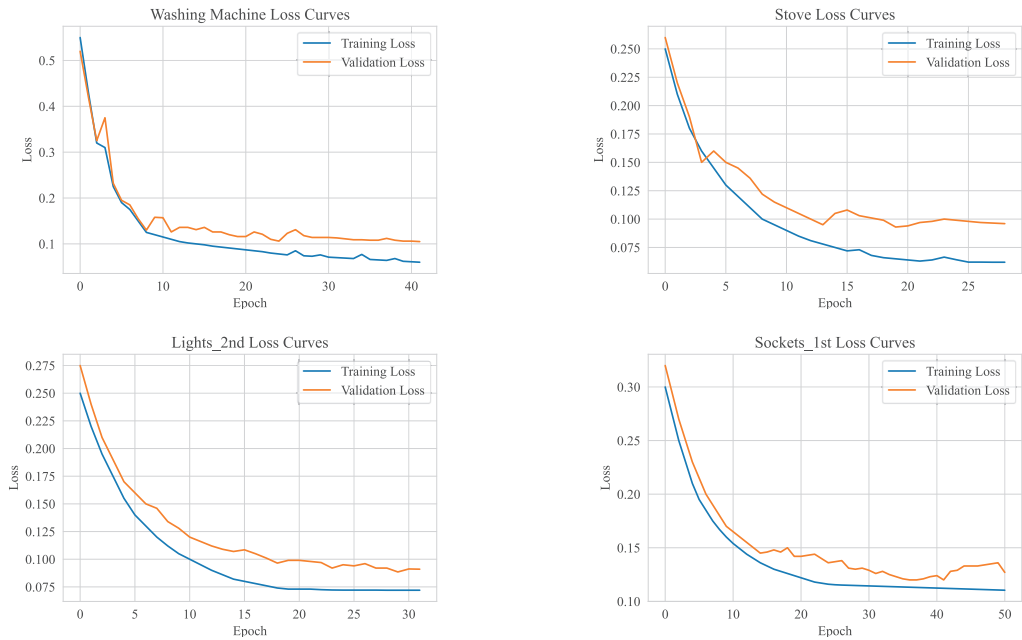 Washing Machine Loss Curves
Training Loss
Validation Loss
0.5
0.4
0.3
0.2
0.1
Loss
0 10 20 30 40
Epoch
Stove Loss Curves
Training Loss
Validation Loss
0.250
0.225
0.200
0.175
0.150
0.125
0.100
0.075
Loss
0 5 10 15 20 25
Epoch
Lights_2nd Loss Curves
Training Loss
Validation Loss
0.275
0.250
0.225
0.200
0.175
0.150
0.125
0.100
0.075
Loss
0 5 10 15 20 25 30
Epoch
Sockets_1st Loss Curves
Training Loss
Validation Loss
0.30
0.25
0.20
0.15
0.10
Loss
0 10 20 30 40 50
Epoch